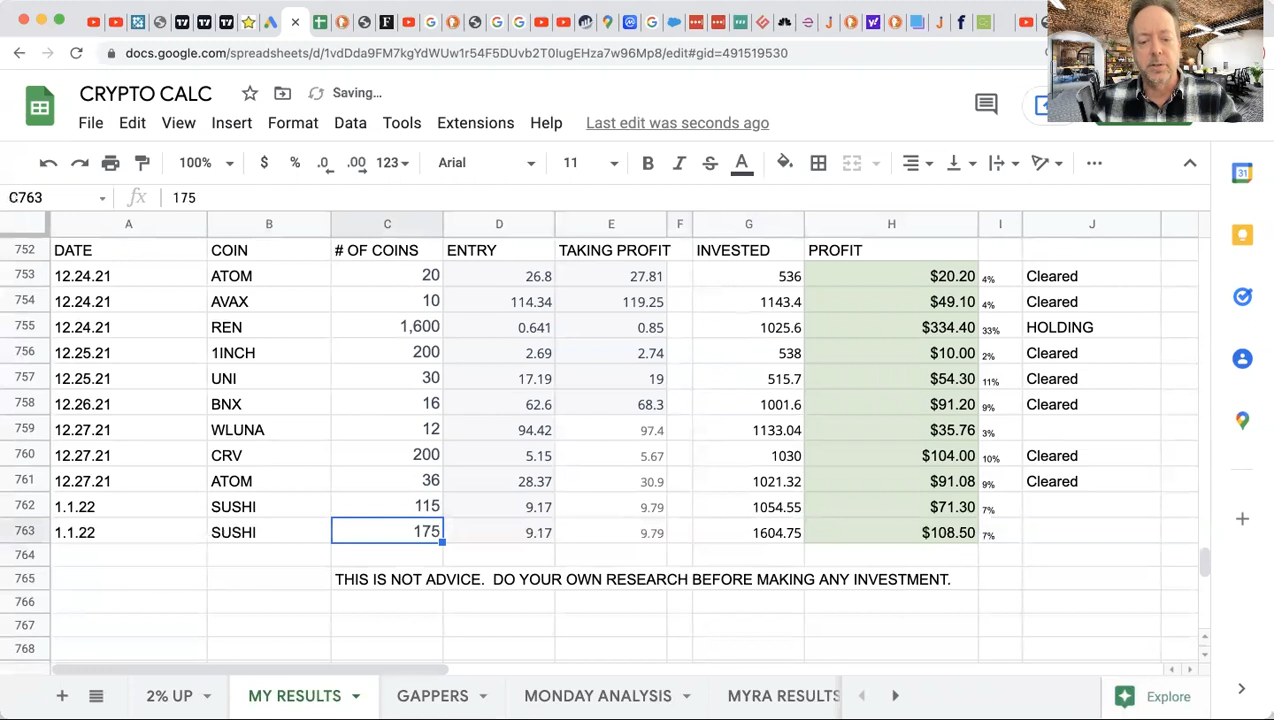 docs.google.com/spreadsheets/d/1vdDda9FM7kgYdWUw1r54F5DUvb2T0lugEHza7w96Mp8/edit#gid=491519530
CRYPTO CALC Saving...
File Edit View Insert Format Data Tools Extensions Help Last edit was seconds ago
100% $ % .0 .00 123 Arial 11 B I S A
C763 fx 175
A B C D E F G H I J
752 DATE COIN # OF COINS ENTRY TAKING PROFIT INVESTED PROFIT
753 12.24.21 ATOM 20 26.8 27.81 536 $20.20 4% Cleared
754 12.24.21 AVAX 10 114.34 119.25 1143.4 $49.10 4% Cleared
755 12.24.21 REN 1,600 0.641 0.85 1025.6 $334.40 33% HOLDING
756 12.25.21 1INCH 200 2.69 2.74 538 $10.00 2% Cleared
757 12.25.21 UNI 30 17.19 19 515.7 $54.30 11% Cleared
758 12.26.21 BNX 16 62.6 68.3 1001.6 $91.20 9% Cleared
759 12.27.21 WLUNA 12 94.42 97.4 1133.04 $35.76 3%
760 12.27.21 CRV 200 5.15 5.67 1030 $104.00 10% Cleared
761 12.27.21 ATOM 36 28.37 30.9 1021.32 $91.08 9% Cleared
762 1.1.22 SUSHI 115 9.17 9.79 1054.55 $71.30 7%
763 1.1.22 SUSHI 175 9.17 9.79 1604.75 $108.50 7%
764
765 THIS IS NOT ADVICE. DO YOUR OWN RESEARCH BEFORE MAKING ANY INVESTMENT.
766
767
768
2% UP MY RESULTS GAPPERS MONDAY ANALYSIS MYRA RESULTS Explore